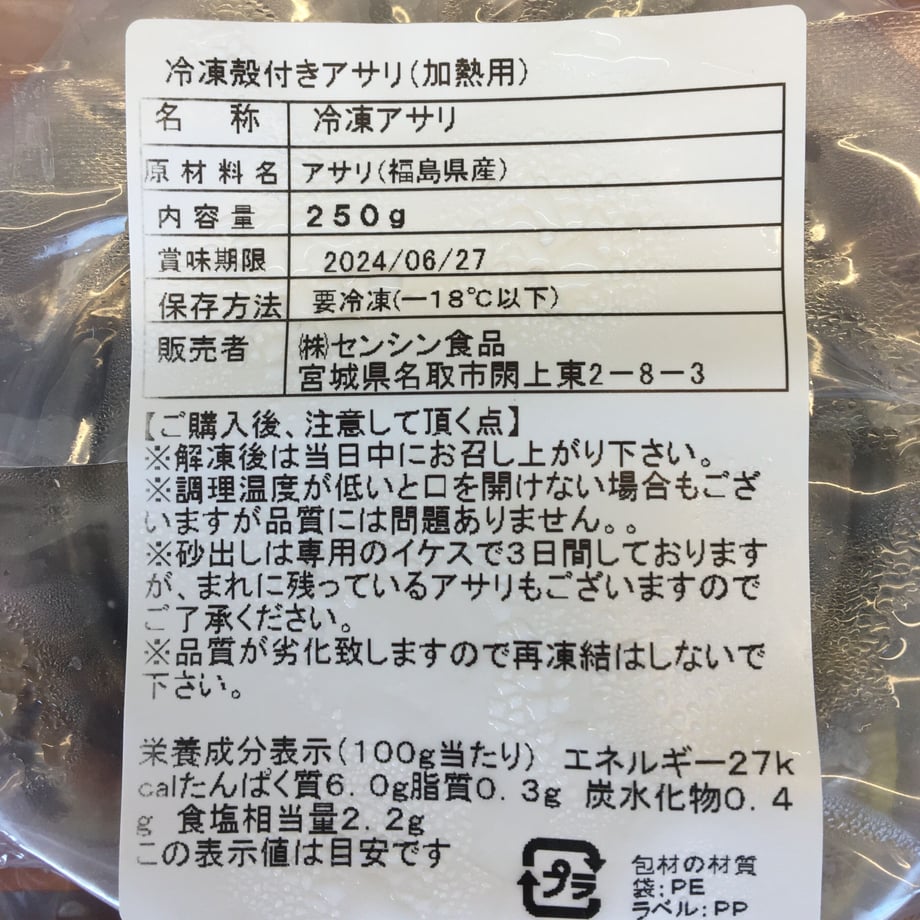 冷凍殻付きアサリ(加熱用)
名 称 冷凍アサリ
原材料名 アサリ(福島県産)
内容量 250g
賞味期限 2024/06/27
保存方法 要冷凍(-18℃以下)
販売者 ㈱センシン食品
宮城県名取市閖上東2-8-3
【ご購入後、注意して頂く点】
※解凍後は当日中にお召し上がり下さい。
※調理温度が低いと口を開けない場合もござ
いますが品質には問題ありません。。
※砂出しは専用のイケスで3日間しております
が、まれに残っているアサリもございますので
ご了承ください。
※品質が劣化致しますので再凍結はしないで
下さい。
栄養成分表示(100g当たり) エネルギー27k
calたんぱく質6.0g脂質0.3g 炭水化物0.4
g 食塩相当量2.2g
この表示値は目安です
プラ
包材の材質
袋:PE
ラベル:PP